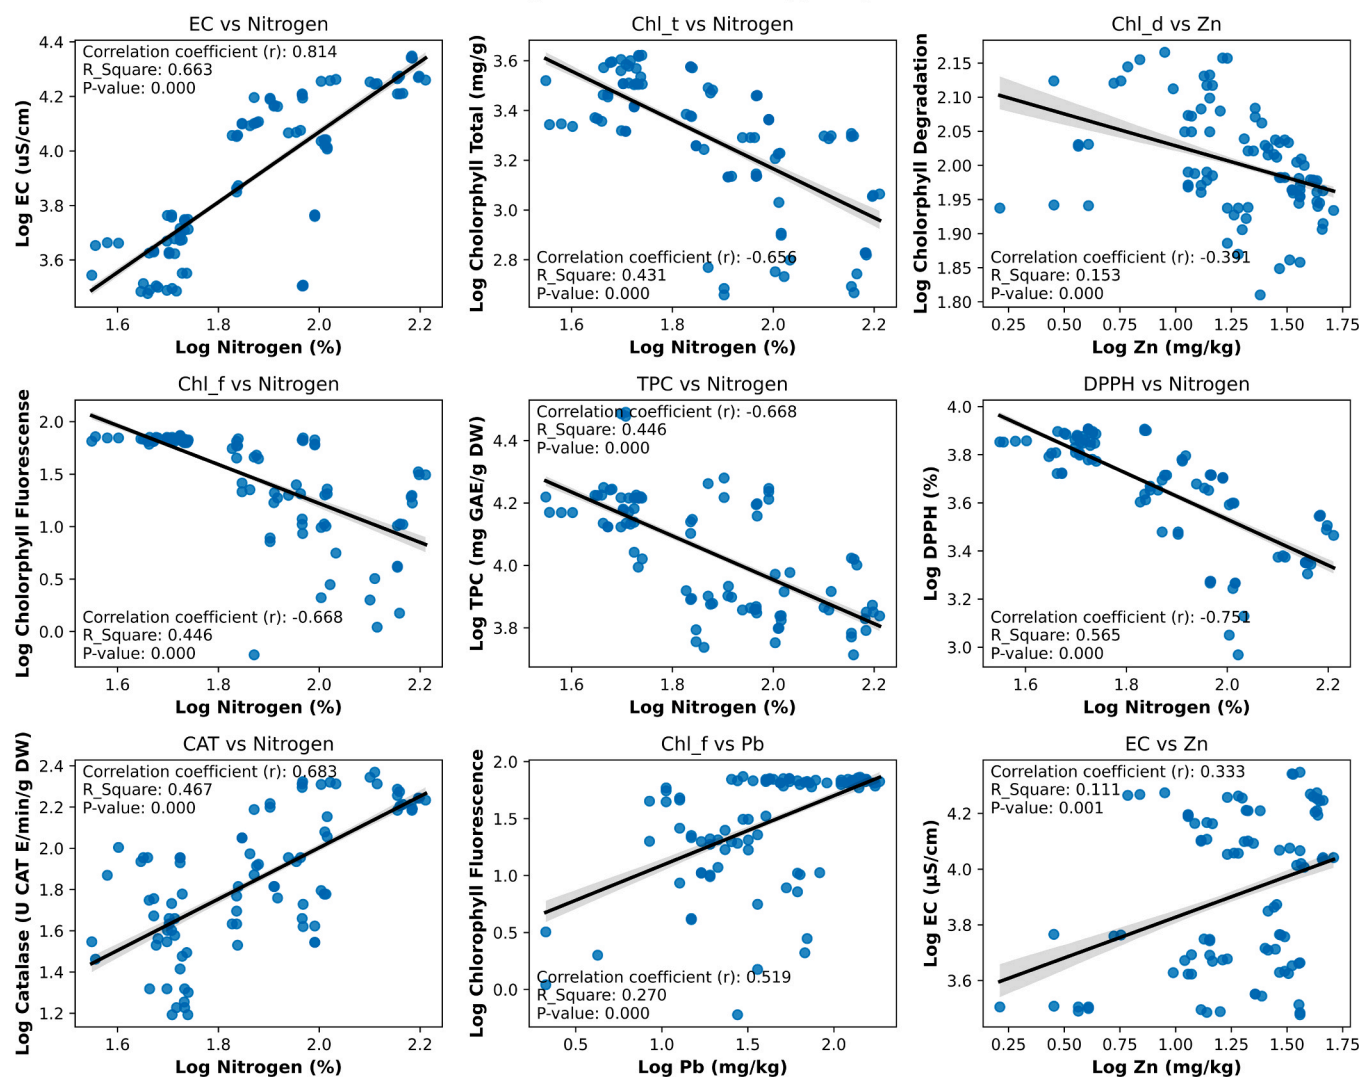 EC vs Nitrogen
Correlation coefficient (r): 0.814
R_Square: 0.663
P-value: 0.000
Log EC (uS/cm)
4.4
4.2
4.0
3.8
3.6
1.6
1.8
2.0
2.2
Log Nitrogen (%)
Chl_t vs Nitrogen
Log Cholorphyll Total (mg/g)
3.6
3.4
3.2
3.0
2.8
Correlation coefficient (r): -0.656
R_Square: 0.431
P-value: 0.000
1.6
1.8
2.0
2.2
Log Nitrogen (%)
Chl_d vs Zn
Log Cholorphyll Degradation
2.15
2.10
2.05
2.00
1.95
1.90
1.85
1.80
Correlation coefficient (r): -0.391
R_Square: 0.153
P-value: 0.000
0.25
0.50
0.75
1.00
1.25
1.50
1.75
Log Zn (mg/kg)
Chl_f vs Nitrogen
Log Cholorphyll Fluorescense
2.0
1.5
1.0
0.5
0.0
Correlation coefficient (r): -0.668
R_Square: 0.446
P-value: 0.000
1.6
1.8
2.0
2.2
Log Nitrogen (%)
TPC vs Nitrogen
Correlation coefficient (r): -0.668
R_Square: 0.446
P-value: 0.000
Log TPC (mg GAE/g DW)
4.4
4.2
4.0
3.8
1.6
1.8
2.0
2.2
Log Nitrogen (%)
DPPH vs Nitrogen
Log DPPH (%)
4.0
3.8
3.6
3.4
3.2
3.0
Correlation coefficient (r): -0.751
R_Square: 0.565
P-value: 0.000
1.6
1.8
2.0
2.2
Log Nitrogen (%)
CAT vs Nitrogen
Correlation coefficient (r): 0.683
R_Square: 0.467
P-value: 0.000
Log Catalase (U CAT E/min/g DW)
2.4
2.2
2.0
1.8
1.6
1.4
1.2
1.6
1.8
2.0
2.2
Log Nitrogen (%)
Chl_f vs Pb
Log Chlorophyll Fluorescence
2.0
1.5
1.0
0.5
0.0
Correlation coefficient (r): 0.519
R_Square: 0.270
P-value: 0.000
0.5
1.0
1.5
2.0
Log Pb (mg/kg)
EC vs Zn
Correlation coefficient (r): 0.333
R_Square: 0.111
P-value: 0.001
Log EC (µS/cm)
4.2
4.0
3.8
3.6
0.25
0.50
0.75
1.00
1.25
1.50
1.75
Log Zn (mg/kg)